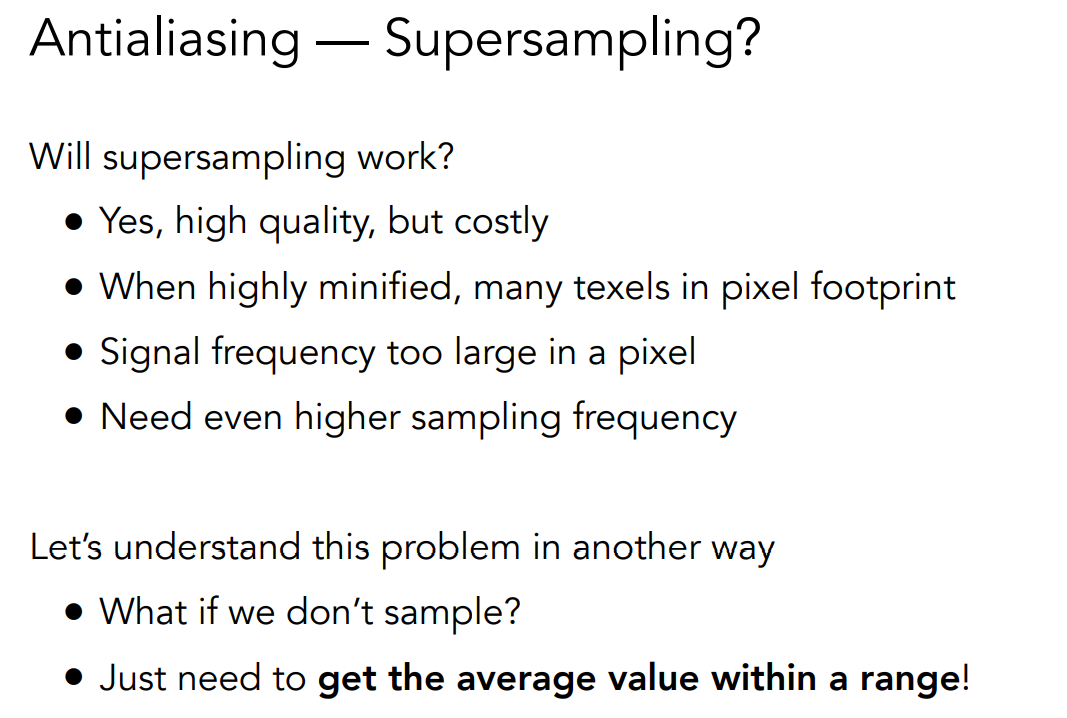 Antialiasing — Supersampling?
Will supersampling work?
• Yes, high quality, but costly
• When highly minified, many texels in pixel footprint
• Signal frequency too large in a pixel
• Need even higher sampling frequency
Let’s understand this problem in another way
• What if we don’t sample?
• Just need to get the average value within a range!